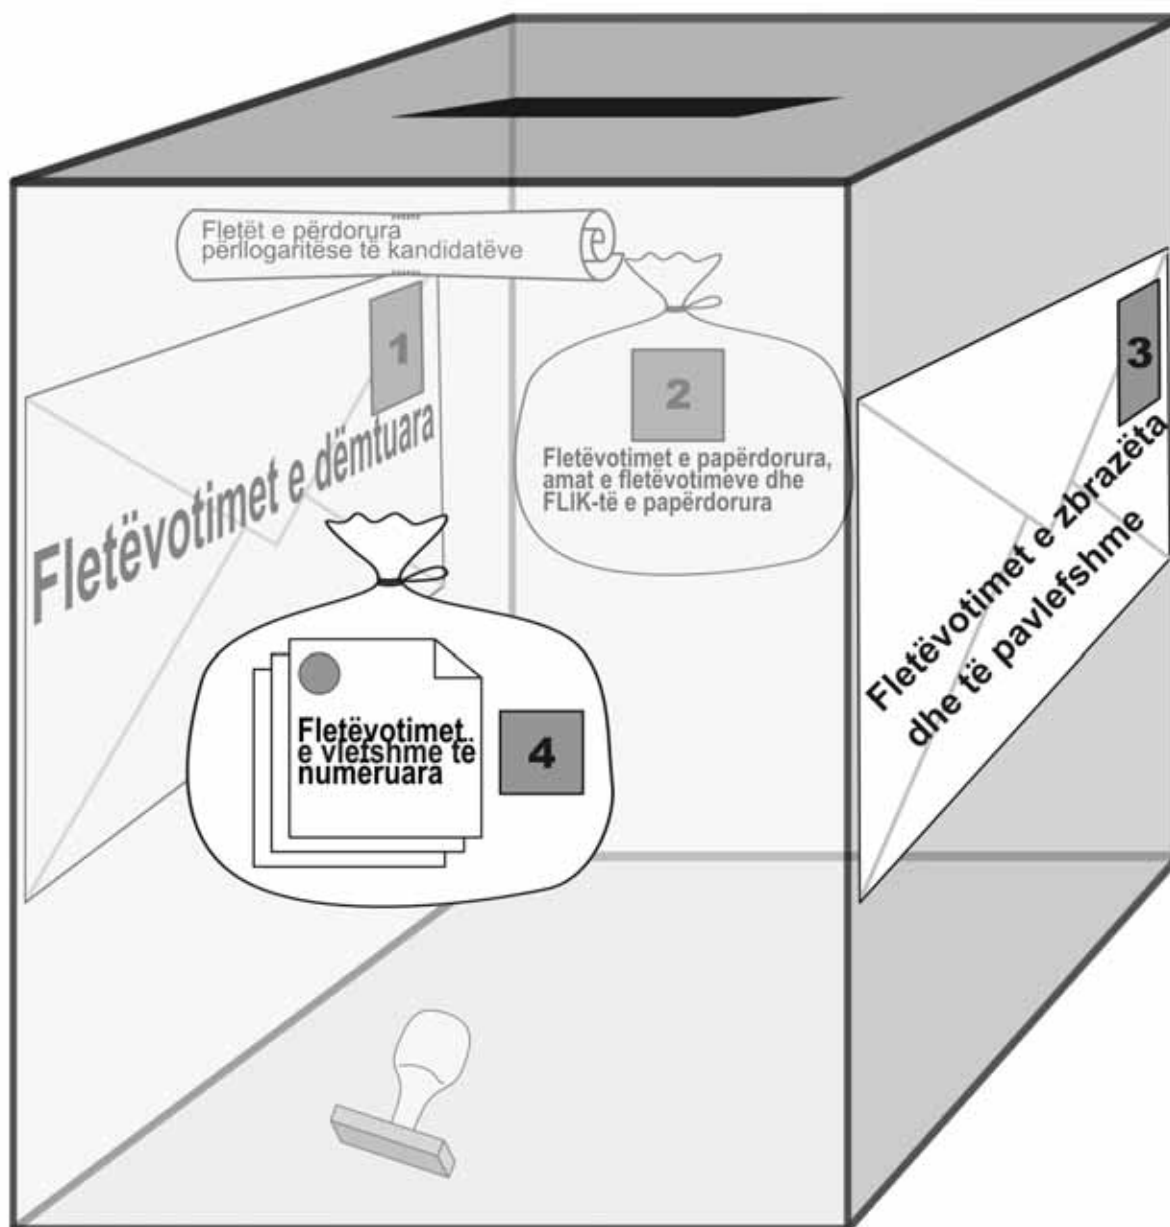 Fletët e përdorura
përllogaritëse të kandidatëve
1
Fletëvotimet e dëmtuara
2
Fletëvotimet e papërdorura,
amat e fletëvotimeve dhe
FLIK-të e papërdorura
3
Fletëvotimet e zbrazëta
dhe të pavlefshme
Fletëvotimet
e vlefshme të
numëruara
4